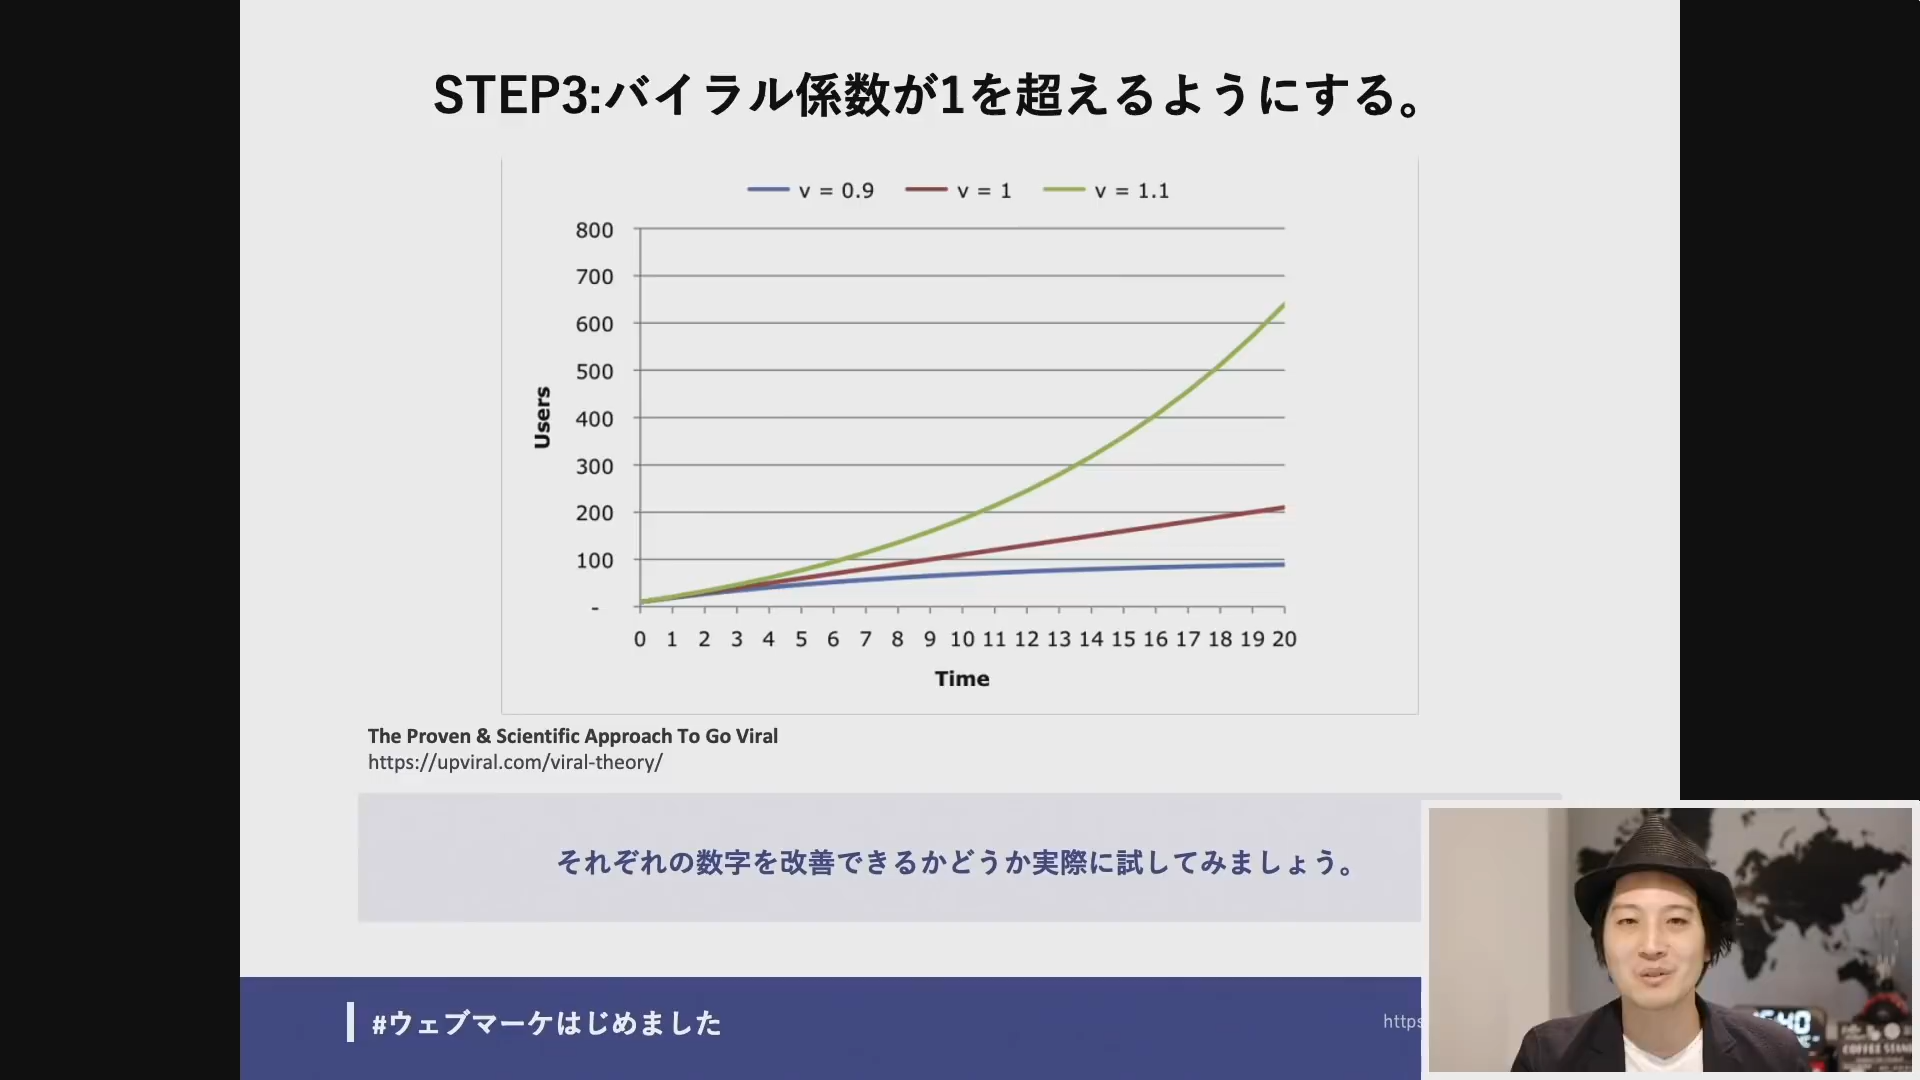 STEP3:バイラル係数が1を超えるようにする。
v = 0.9 v = 1 v = 1.1
800
700
600
500
400
300
200
100
-
Users
0 1 2 3 4 5 6 7 8 9 10 11 12 13 14 15 16 17 18 19 20
Time
The Proven & Scientific Approach To Go Viral
https://upviral.com/viral-theory/
それぞれの数字を改善できるかどうか実際に試してみましょう。
#ウェブマーケはじめました
https
COFFEE